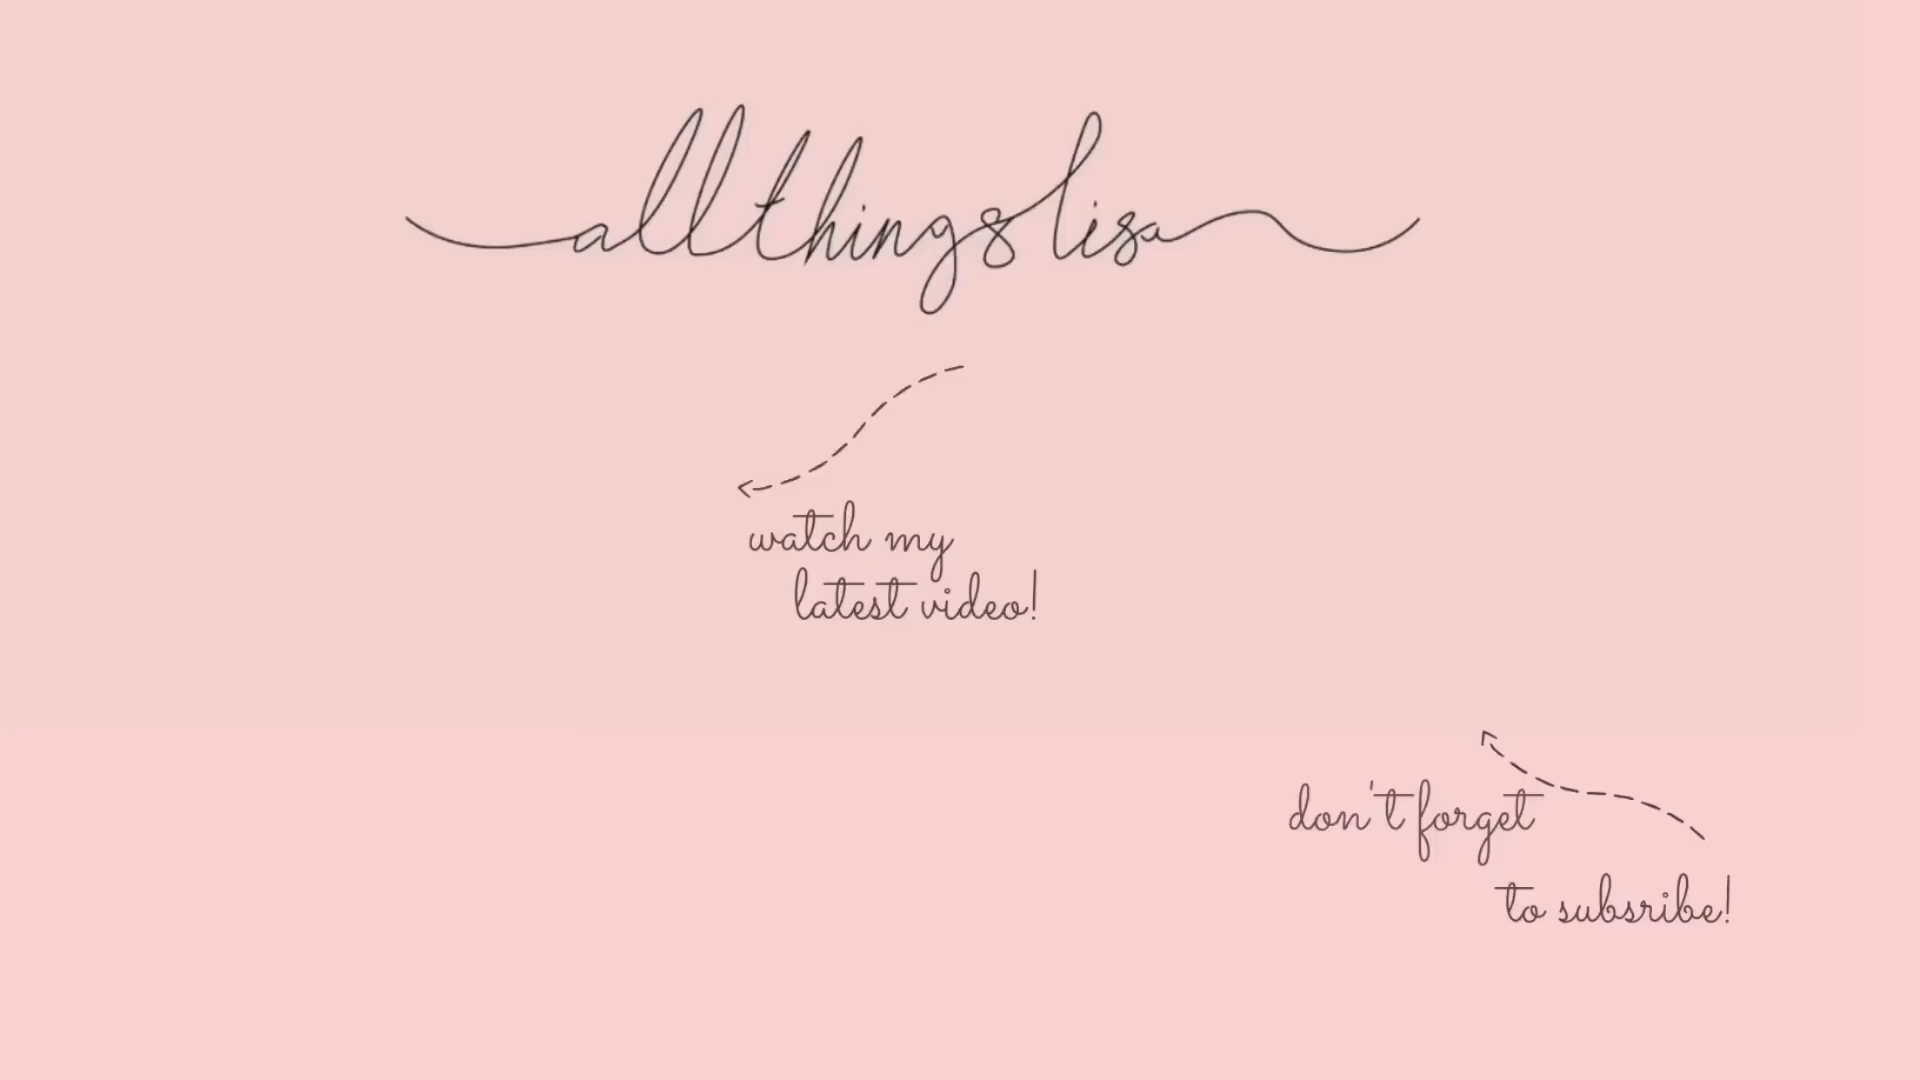 allthingslisa
watch my
latest video!
don't forget
to subsribe!